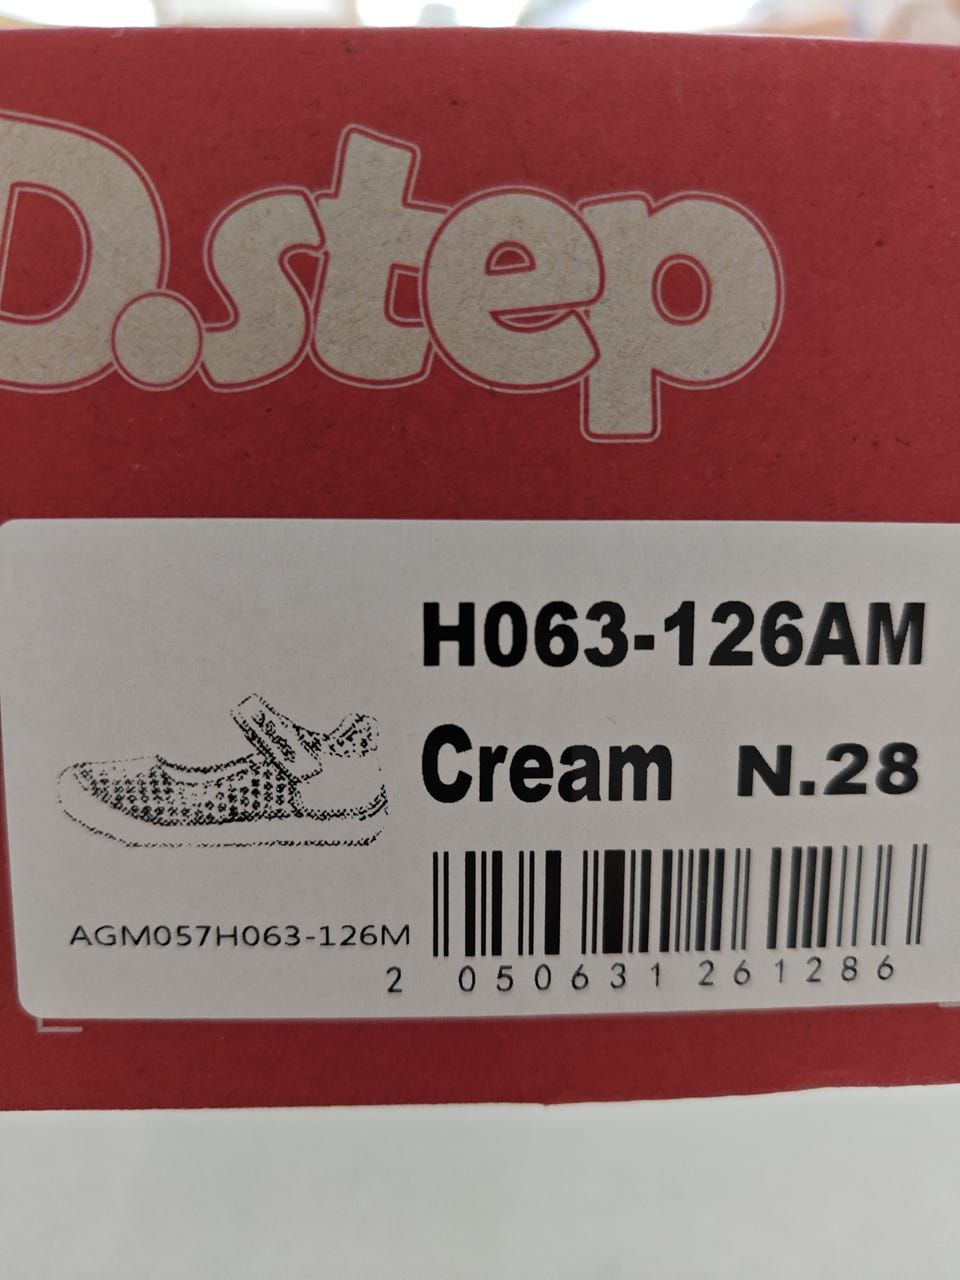 D.step
H063-126AM
Cream N.28
AGM057H063-126M
2 050631 261286